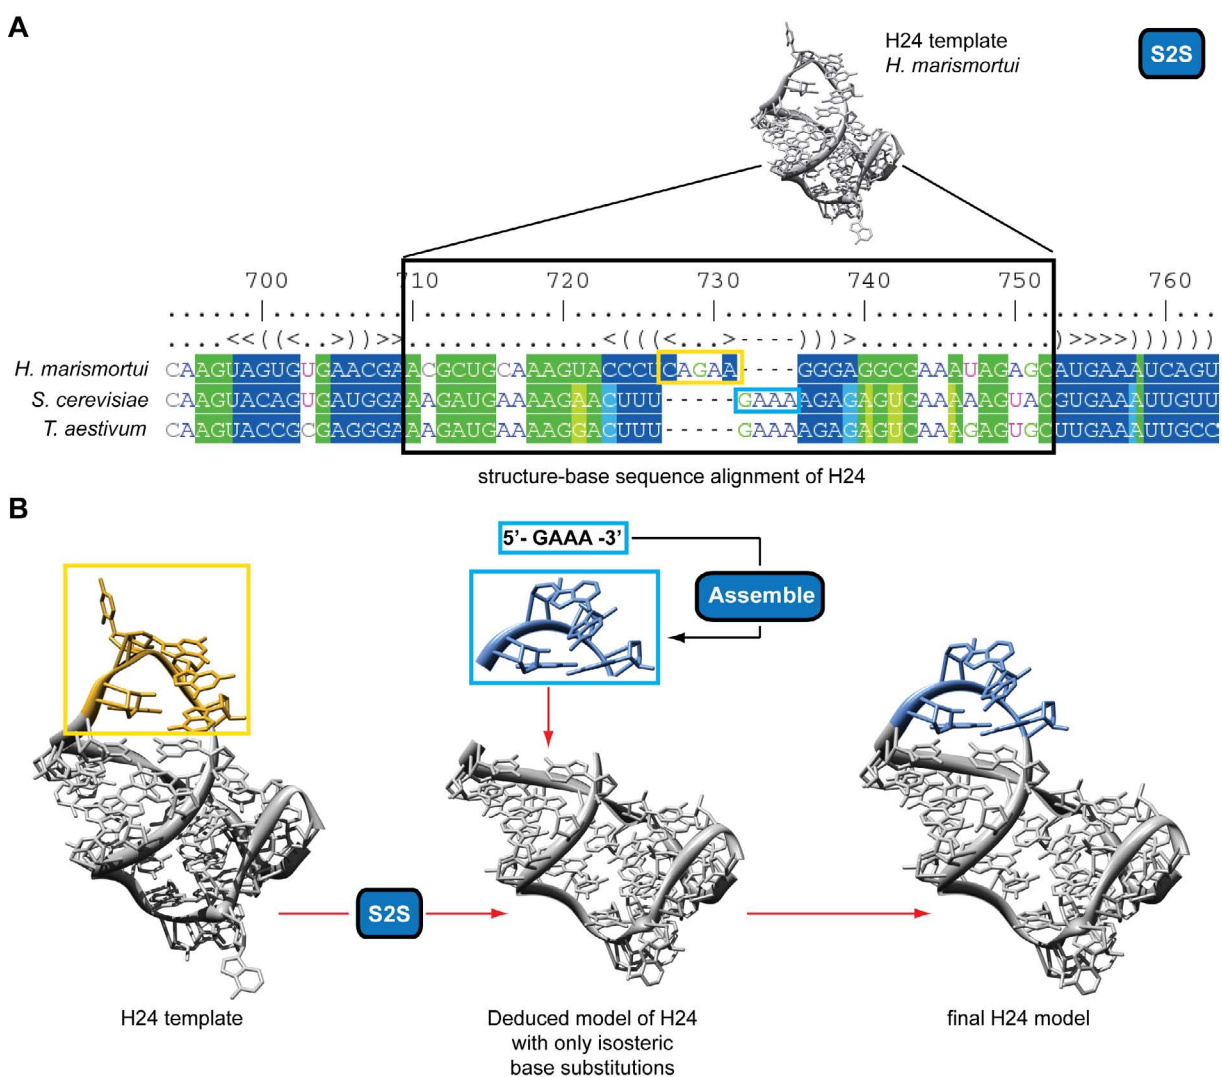 A
H24 template
H. marismortui
S2S
700 710 720 730 740 750 760
H. marismortui CAAGUAGUGUGAACGAACGCUGCAAAGUACCCUCAGAA----GGGAGGCGAAAUAGAGCAUGAAAUCAGU
S. cerevisiae CAAGUACAGUGAUGGAAAGAUGAAAAGAACUUU-----GAAAAGAGAGUGAAAAAGUACGUGAAAUUGUU
T. aestivum CAAGUACCGCGAGGGAAAGAUGAAAAGGACUUU-----GAAAAGAGAGUCAAAGAGUGCUUGAAAUUGCC
structure-base sequence alignment of H24
B
5'- GAAA -3'
Assemble
S2S
H24 template
Deduced model of H24
with only isosteric
base substitutions
final H24 model